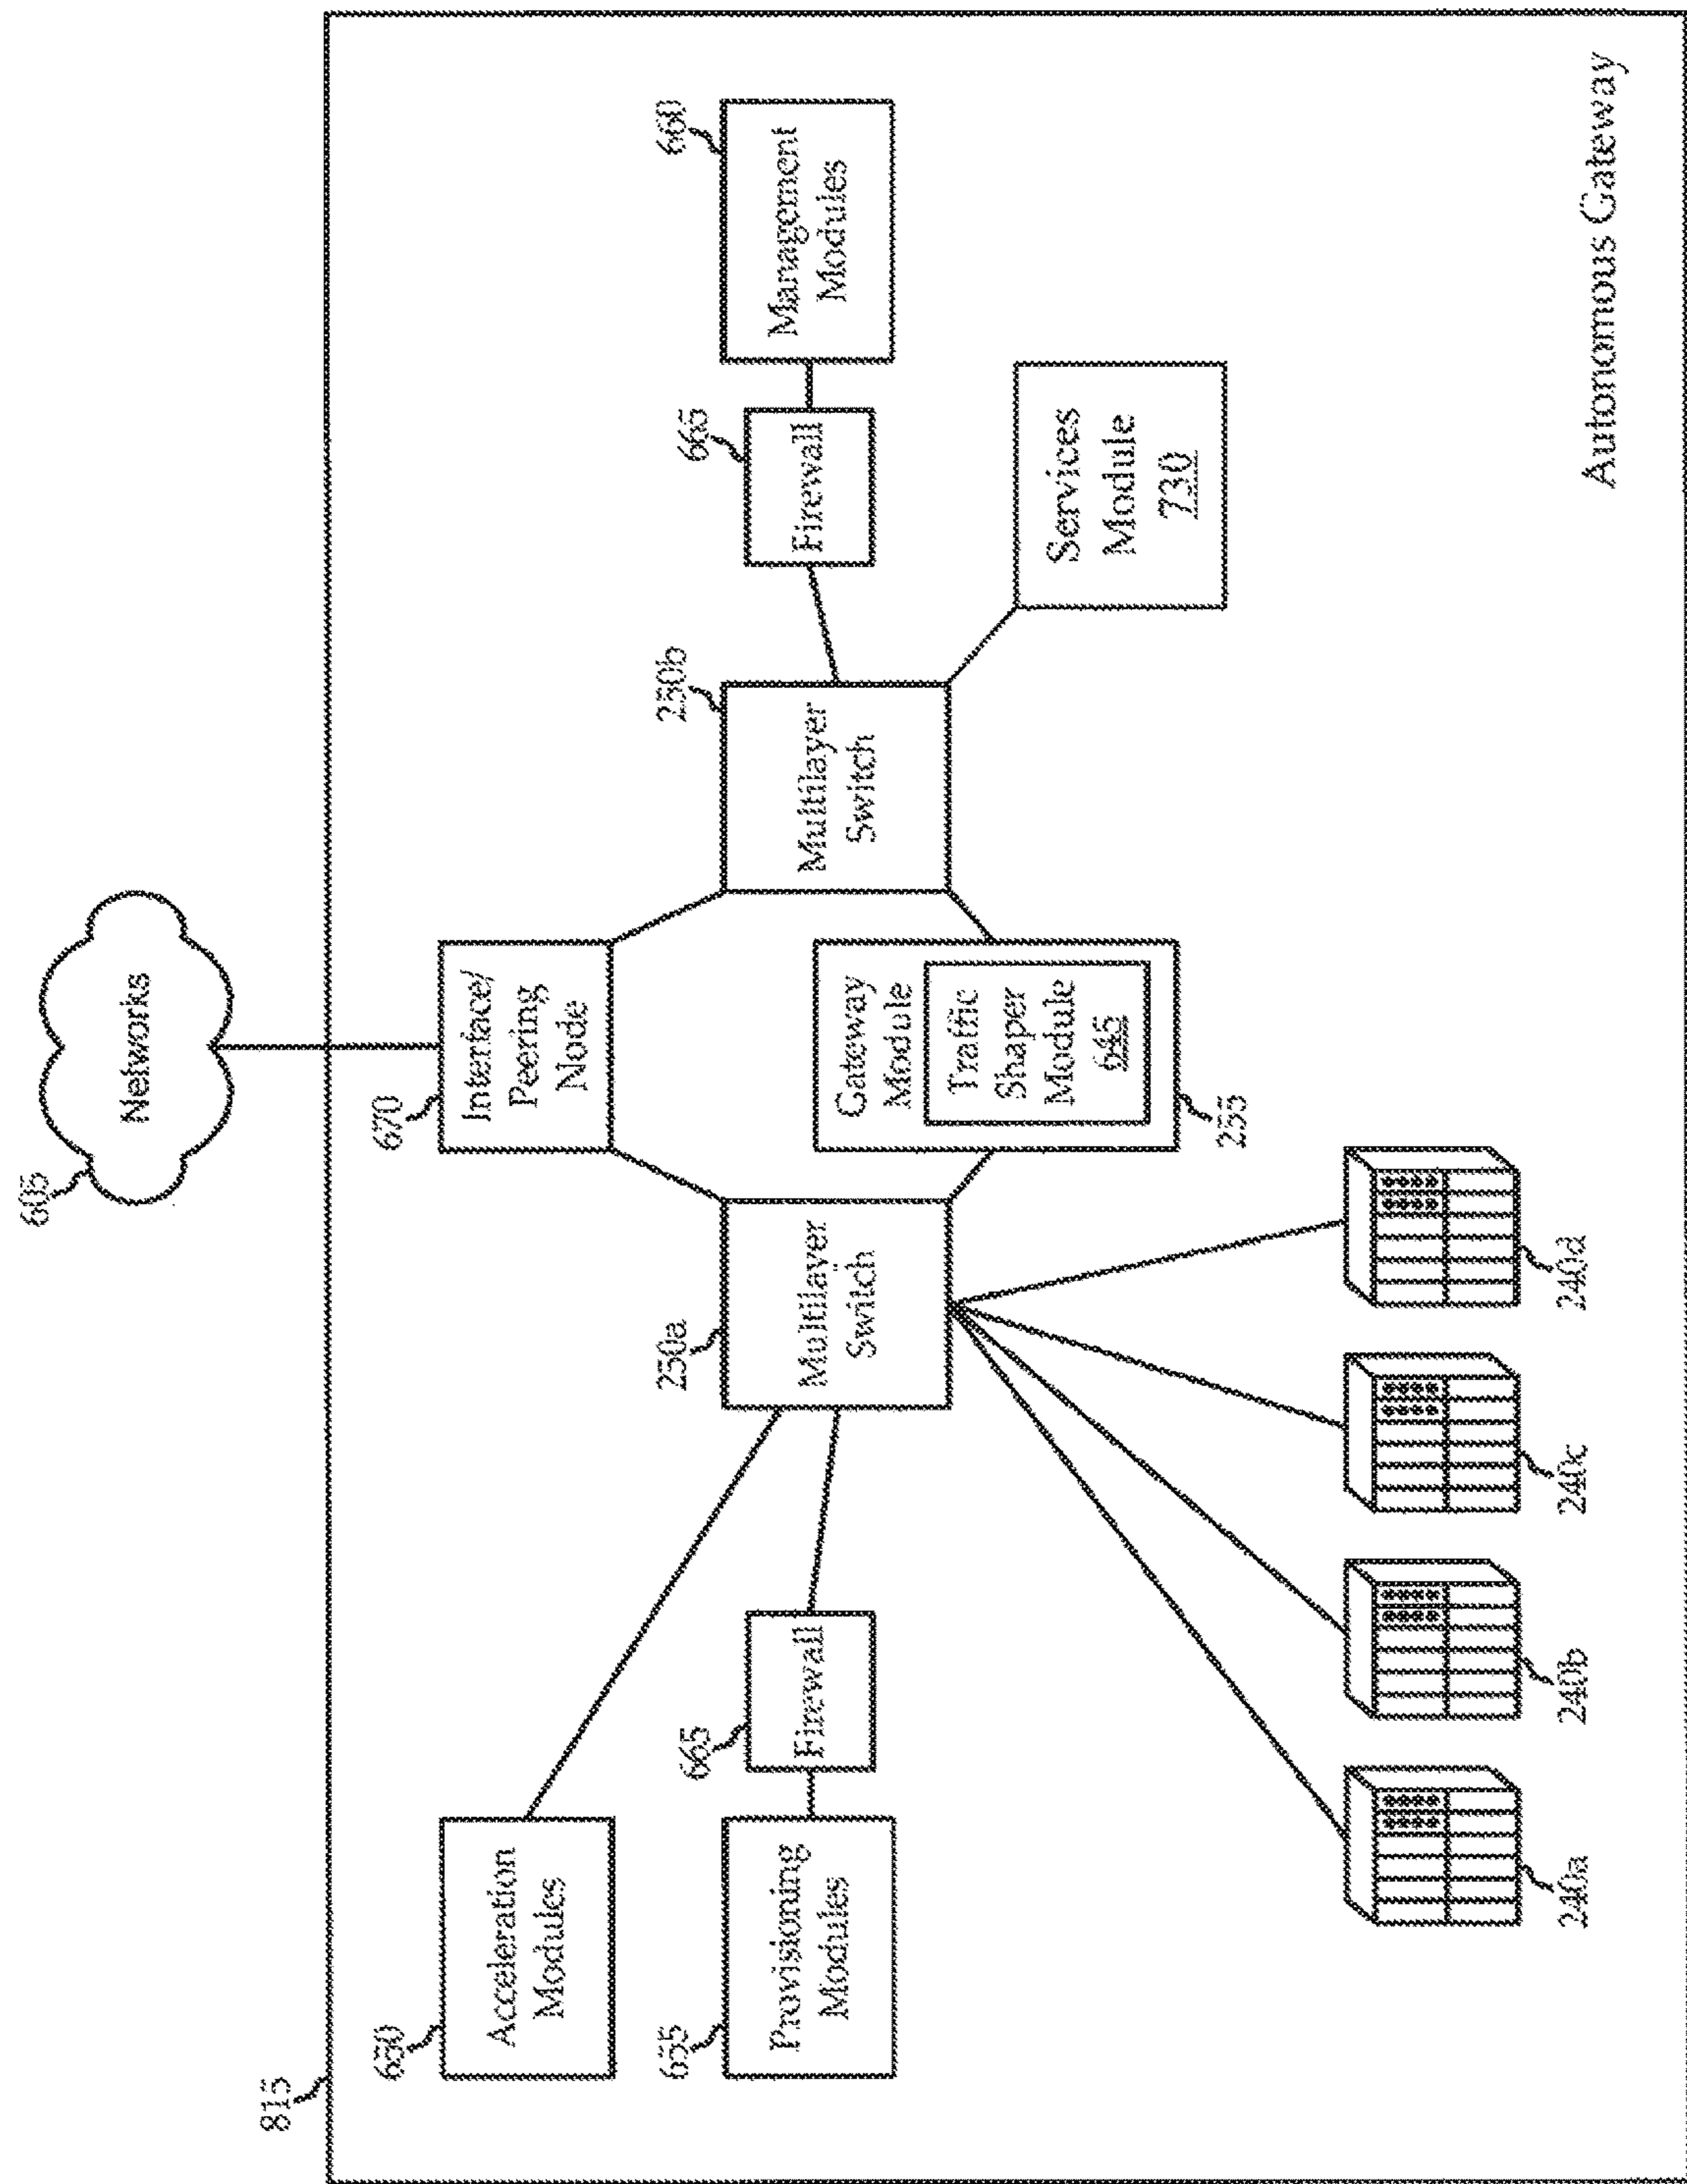 605
Networks
815
670
Interface/
Peering
Node
650
Acceleration
Modules
655
Provisioning
Modules
665
Firewall
250a
Multilayer
Switch
250b
Multilayer
Switch
665
Firewall
660
Management
Modules
Gateway
Module
Traffic
Shaper
Module
645
255
Services
Module
730
240a
240b
240c
240d
Autonomous Gateway